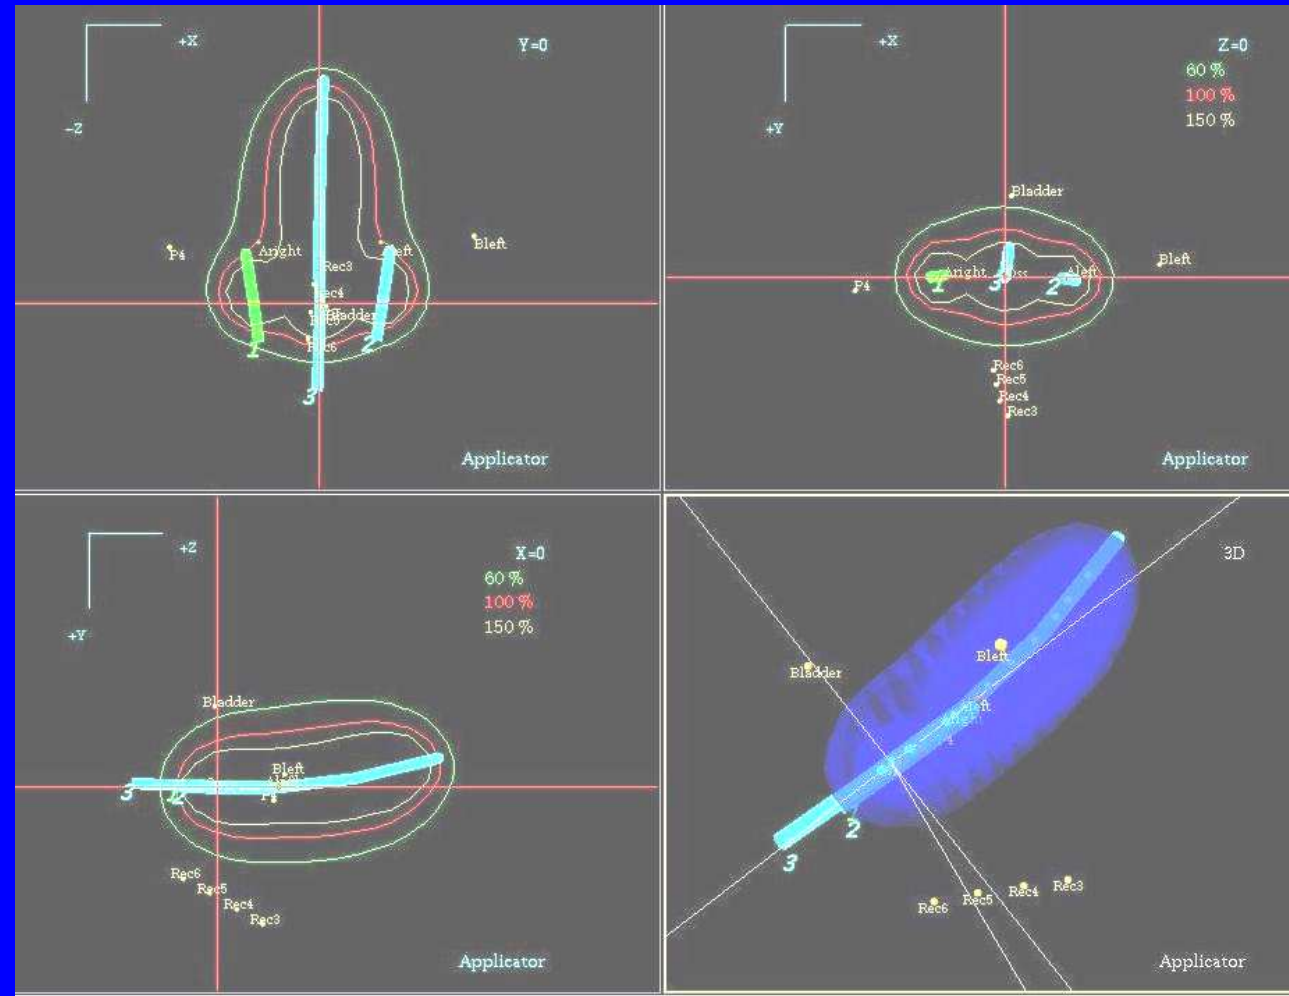 +X
Y=0
-Z
P4
Aright
Aleft
Bleft
Rec3
Rec4
Bladder
Rec6
1
2
3
Applicator
+X
Z=0
60 %
100 %
150 %
+Y
Bladder
Bleft
Aright
Aleft
P4
1
3
2
Rec6
Rec5
Rec4
Rec3
Applicator
+Z
X=0
60 %
100 %
150 %
+Y
Bladder
Bleft
3
2
Rec6
Rec5
Rec4
Rec3
Applicator
3D
Bladder
Bleft
Aleft
Aright
2
3
Rec6
Rec5
Rec4
Rec3
Applicator